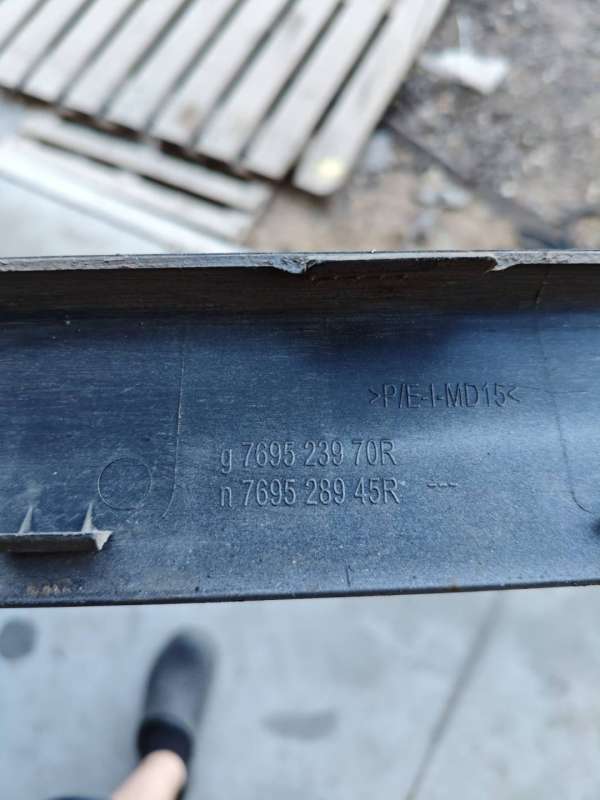 >P/E-I-MD15<
g 7695 239 70R
n 7695 289 45R ---